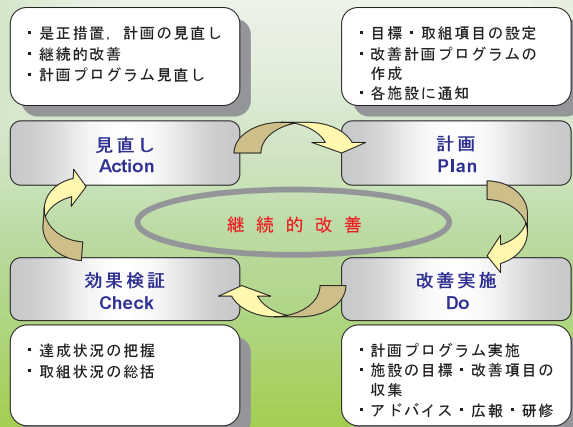 ・是正措置，計画の見直し
・継続的改善
・計画プログラム見直し
・目標・取組項目の設定
・改善計画プログラムの
作成
・各施設に通知
見直し
Action
計画
Plan
継続的改善
効果検証
Check
改善実施
Do
・達成状況の把握
・取組状況の総括
・計画プログラム実施
・施設の目標・改善項目の
収集
・アドバイス・広報・研修